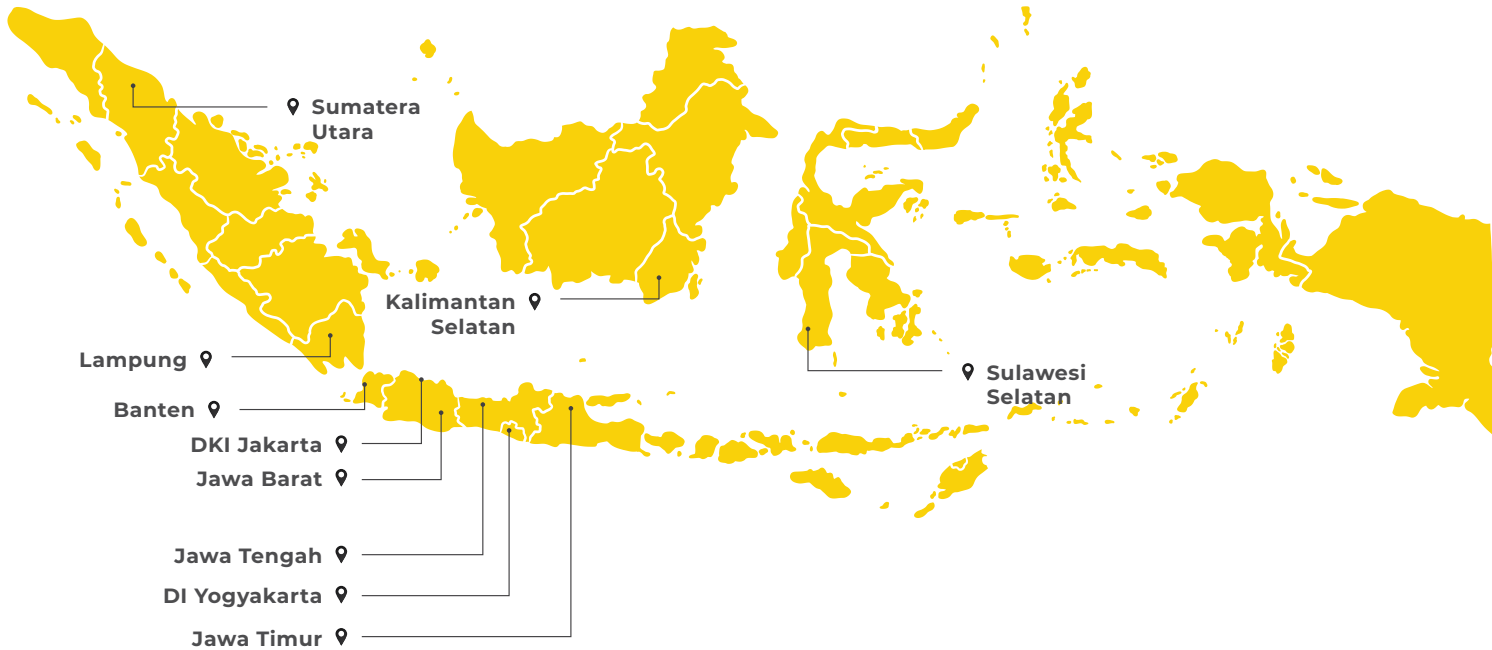 Sumatera
Utara
Kalimantan
Selatan
Lampung
Sulawesi
Selatan
Banten
DKI Jakarta
Jawa Barat
Jawa Tengah
DI Yogyakarta
Jawa Timur